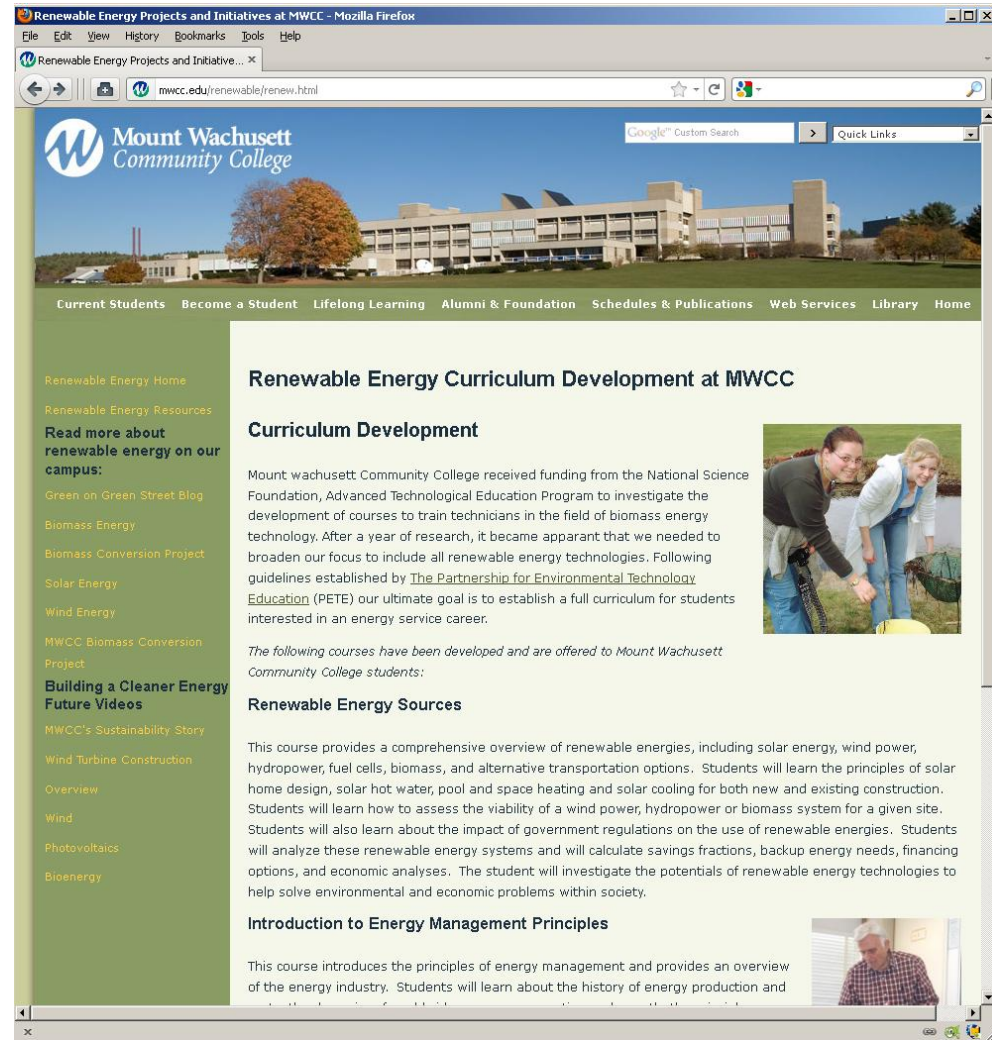 Renewable Energy Projects and Initiatives at MWCC - Mozilla Firefox
File Edit View History Bookmarks Tools Help
Renewable Energy Projects and Initiative... ×
mwcc.edu/renewable/renew.html
Mount Wachusett
Community College
Google™ Custom Search
> Quick Links
Current Students Become a Student Lifelong Learning Alumni & Foundation Schedules & Publications Web Services Library Home
Renewable Energy Home
Renewable Energy Resources
Read more about
renewable energy on our
campus:
Green on Green Street Blog
Biomass Energy
Biomass Conversion Project
Solar Energy
Wind Energy
MWCC Biomass Conversion
Project
Building a Cleaner Energy
Future Videos
MWCC's Sustainability Story
Wind Turbine Construction
Overview
Wind
Photovoltaics
Bioenergy
Renewable Energy Curriculum Development at MWCC
Curriculum Development
Mount wachusett Community College received funding from the National Science
Foundation, Advanced Technological Education Program to investigate the
development of courses to train technicians in the field of biomass energy
technology. After a year of research, it became apparant that we needed to
broaden our focus to include all renewable energy technologies. Following
guidelines established by The Partnership for Environmental Technology
Education (PETE) our ultimate goal is to establish a full curriculum for students
interested in an energy service career.
The following courses have been developed and are offered to Mount Wachusett
Community College students:
Renewable Energy Sources
This course provides a comprehensive overview of renewable energies, including solar energy, wind power,
hydropower, fuel cells, biomass, and alternative transportation options. Students will learn the principles of solar
home design, solar hot water, pool and space heating and solar cooling for both new and existing construction.
Students will learn how to assess the viability of a wind power, hydropower or biomass system for a given site.
Students will also learn about the impact of government regulations on the use of renewable energies. Students
will analyze these renewable energy systems and will calculate savings fractions, backup energy needs, financing
options, and economic analyses. The student will investigate the potentials of renewable energy technologies to
help solve environmental and economic problems within society.
Introduction to Energy Management Principles
This course introduces the principles of energy management and provides an overview
of the energy industry. Students will learn about the history of energy production and